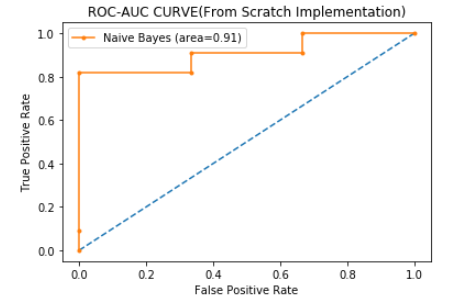 ROC-AUC CURVE(From Scratch Implementation)
Naive Bayes (area=0.91)
True Positive Rate
1.0
0.8
0.6
0.4
0.2
0.0
0.0 0.2 0.4 0.6 0.8 1.0
False Positive Rate